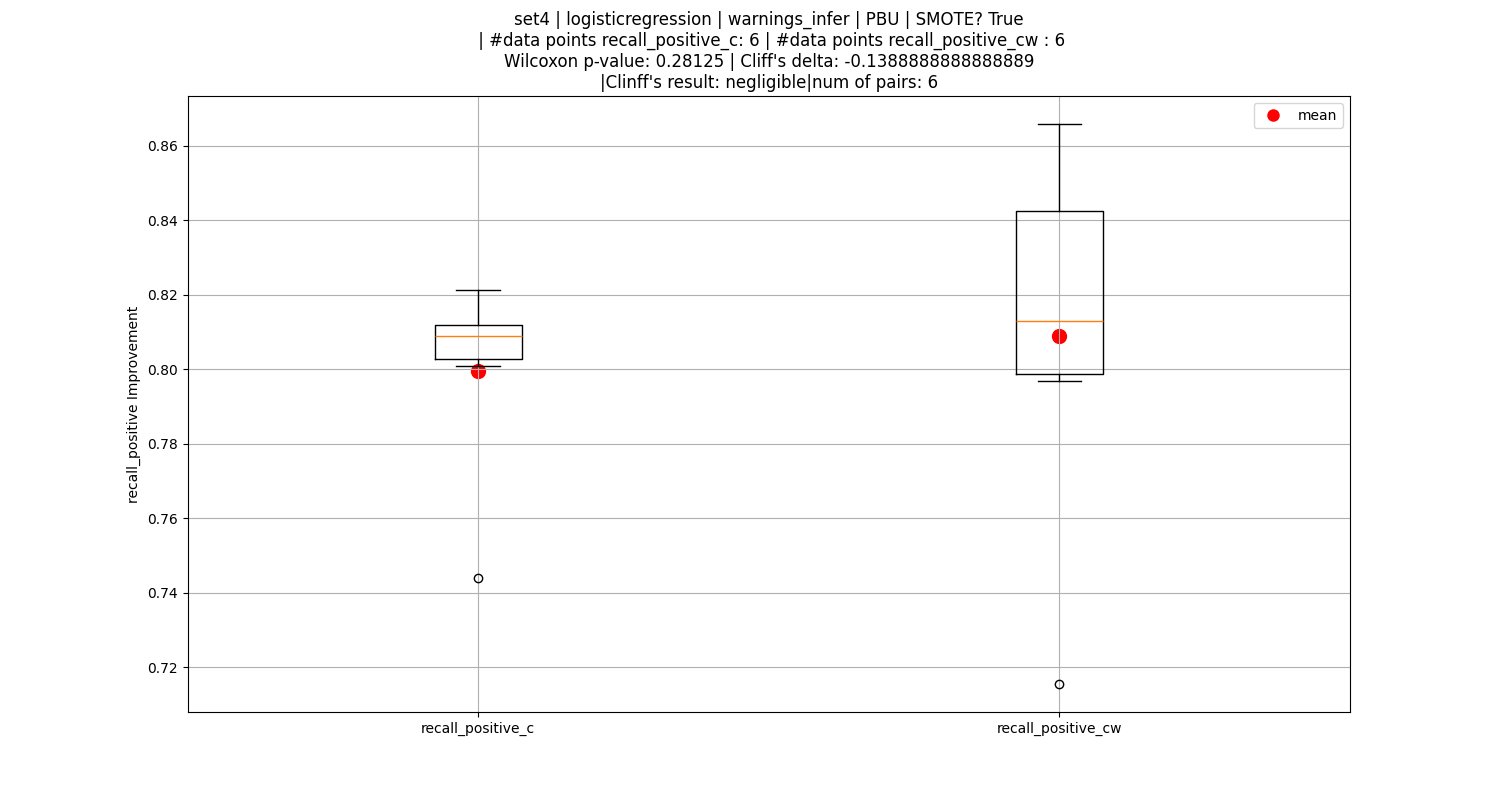 set4 | logisticregression | warnings_infer | PBU | SMOTE? True
| #data points recall_positive_c: 6 | #data points recall_positive_cw : 6
Wilcoxon p-value: 0.28125 | Cliff's delta: -0.1388888888888889
|Clinff's result: negligible|num of pairs: 6
mean
0.86
0.84
0.82
0.80
0.78
0.76
0.74
0.72
recall_positive Improvement
recall_positive_c
recall_positive_cw